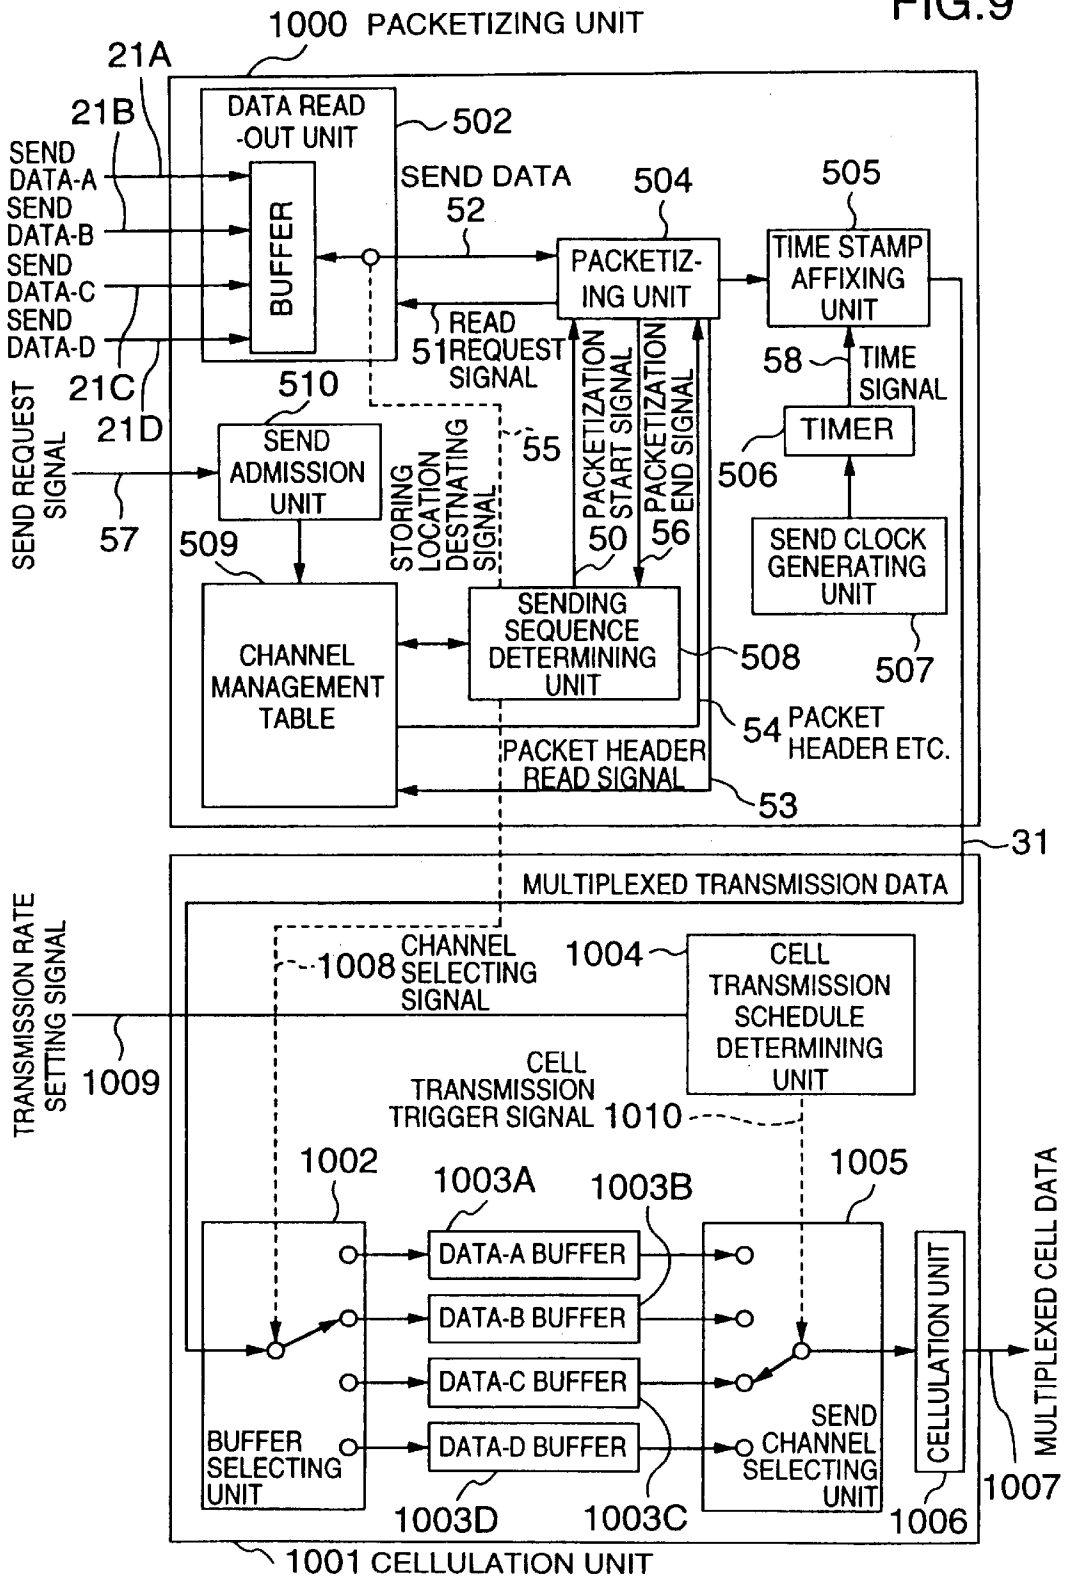 FIG.9
1000 PACKETIZING UNIT
21A
21B
DATA READ
-OUT UNIT
502
SEND
DATA-A
SEND
DATA-B
SEND
DATA-C
SEND
DATA-D
BUFFER
SEND DATA
52
504
505
PACKETIZ-
ING UNIT
TIME STAMP
AFFIXING
UNIT
51
READ
REQUEST
SIGNAL
58
TIME
SIGNAL
21C
21D
510
SEND REQUEST
SIGNAL
57
SEND
ADMISSION
UNIT
55
STORING
LOCATION
DESTNATING
SIGNAL
PACKETIZATION
START SIGNAL
PACKETIZATION
END SIGNAL
50
56
TIMER
506
SEND CLOCK
GENERATING
UNIT
507
509
CHANNEL
MANAGEMENT
TABLE
SENDING
SEQUENCE
DETERMINING
UNIT
508
54
PACKET
HEADER ETC.
PACKET HEADER
READ SIGNAL
53
31
MULTIPLEXED TRANSMISSION DATA
TRANSMISSION RATE
SETTING SIGNAL
1009
1008
CHANNEL
SELECTING
SIGNAL
1004
CELL
TRANSMISSION
SCHEDULE
DETERMINING
UNIT
CELL
TRANSMISSION
TRIGGER SIGNAL
1010
1002
1003A
1003B
1005
DATA-A BUFFER
DATA-B BUFFER
DATA-C BUFFER
DATA-D BUFFER
BUFFER
SELECTING
UNIT
SEND
CHANNEL
SELECTING
UNIT
CELLULATION UNIT
MULTIPLEXED CELL DATA
1003D
1003C
1006
1007
1001 CELLULATION UNIT